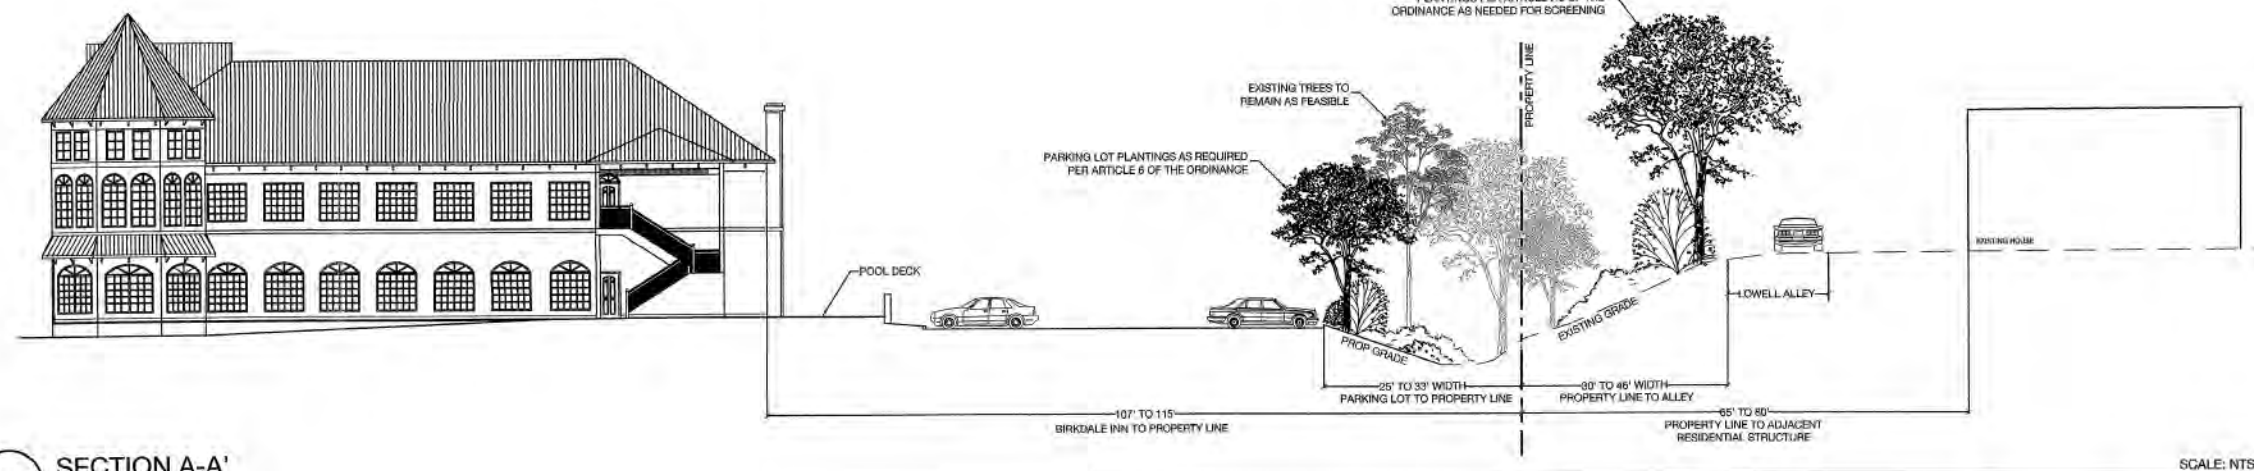 ORDINANCE AS NEEDED FOR SCREENING
PROPERTY LINE
EXISTING TREES TO
REMAIN AS FEASIBLE
PARKING LOT PLANTINGS AS REQUIRED
PER ARTICLE 6 OF THE ORDINANCE
POOL DECK
EXISTING HOUSE
LOWELL ALLEY
EXISTING GRADE
PROP GRADE
25' TO 33' WIDTH
PARKING LOT TO PROPERTY LINE
30' TO 46' WIDTH
PROPERTY LINE TO ALLEY
107' TO 115'
BIRKDALE INN TO PROPERTY LINE
65' TO 80'
PROPERTY LINE TO ADJACENT
RESIDENTIAL STRUCTURE
SECTION A-A'
SCALE: NTS